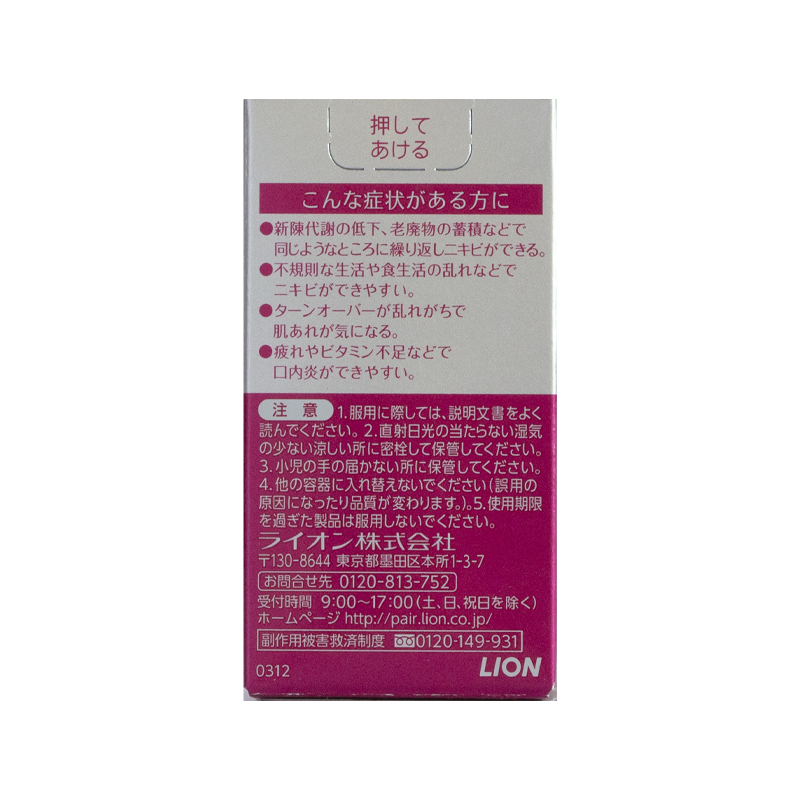 押して
あける
こんな症状がある方に
●新陳代謝の低下、老廃物の蓄積などで
同じようなところに繰り返しニキビができる。
●不規則な生活や食生活の乱れなどで
ニキビができやすい。
●ターンオーバーが乱れがちで
肌あれが気になる。
●疲れやビタミン不足などで
口内炎ができやすい。
注意 1.服用に際しては、説明文書をよく
読んでください。2.直射日光の当たらない湿気
の少ない涼しい所に密栓して保管してください。
3.小児の手の届かない所に保管してください。
4.他の容器に入れ替えないでください(誤用の
原因になったり品質が変わります。)。5.使用期限
を過ぎた製品は服用しないでください。
ライオン株式会社
〒130-8644 東京都墨田区本所1-3-7
お問合せ先 0120-813-752
受付時間 9:00〜17:00(土、日、祝日を除く)
ホームページ http://pair.lion.co.jp/
副作用被害救済制度 0120-149-931
0312 LION